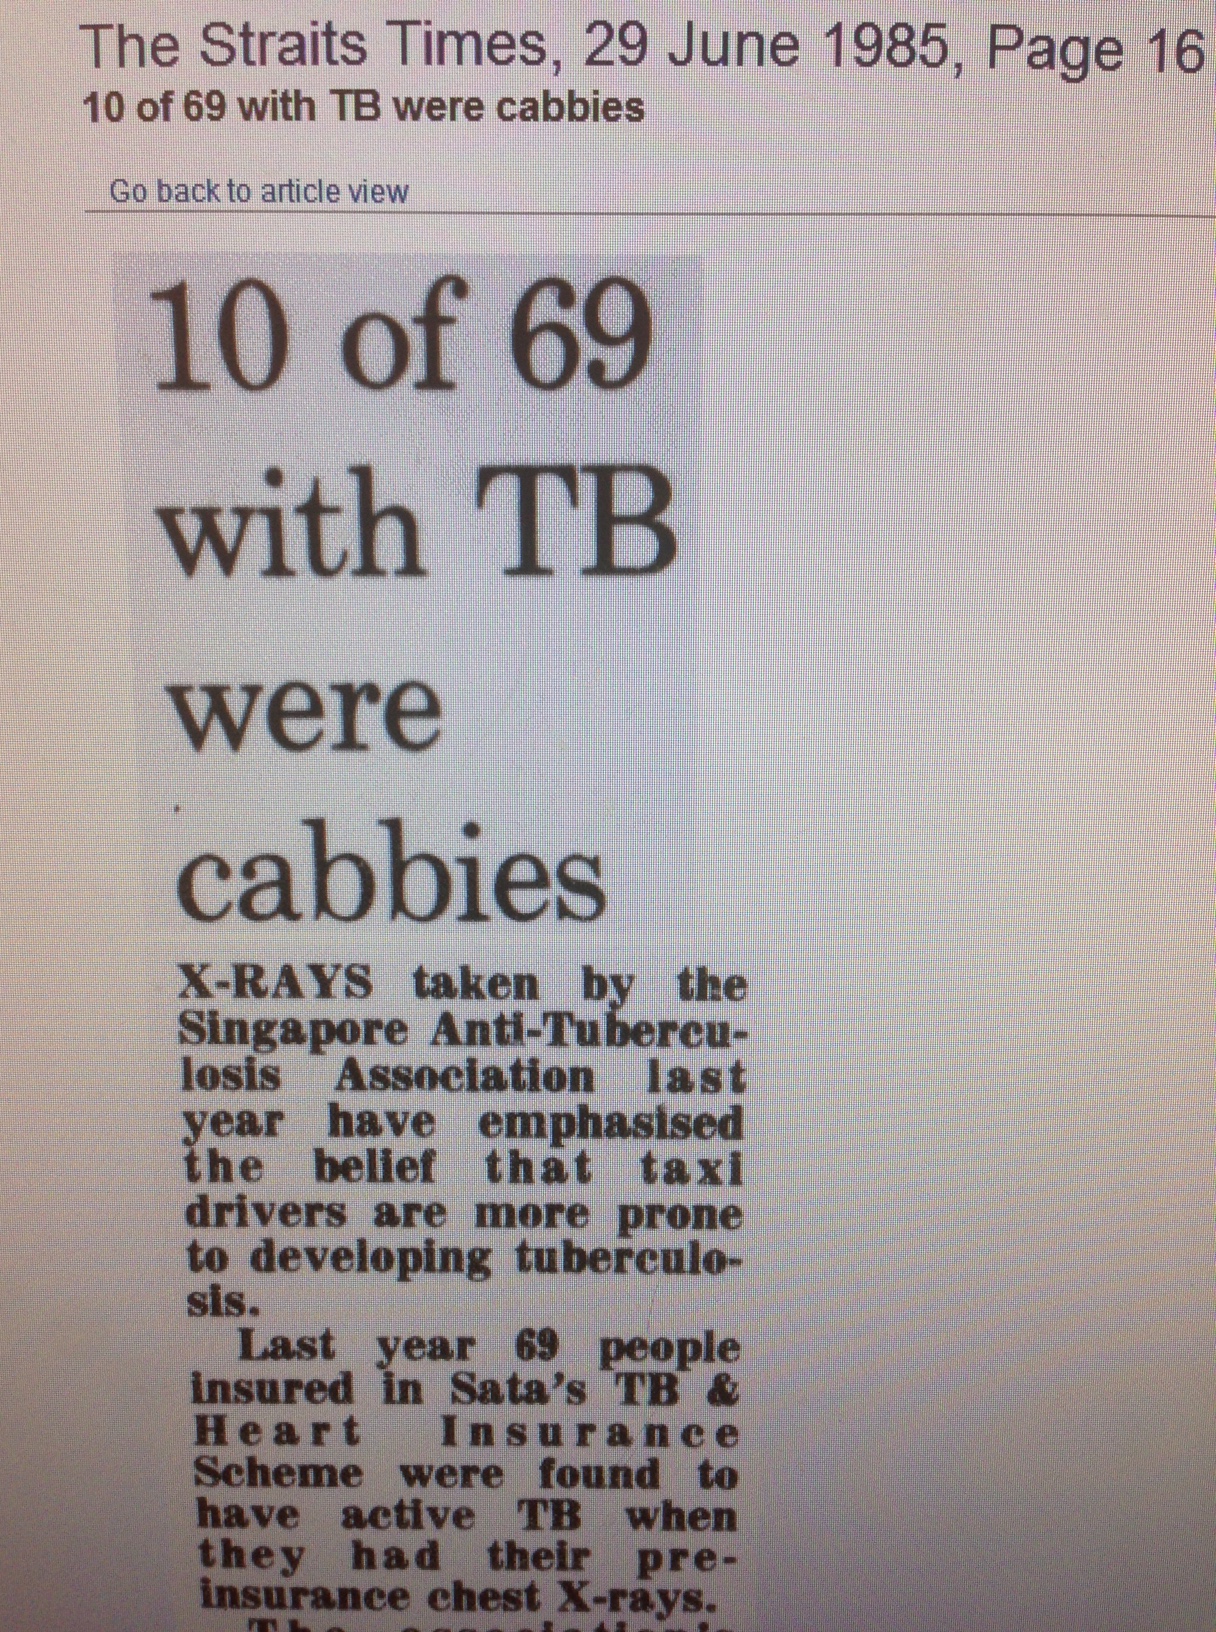 The Straits Times, 29 June 1985, Page 16
10 of 69 with TB were cabbies
Go back to article view
10 of 69
with TB
were
cabbies
X-RAYS taken by the
Singapore Anti-Tubercu-
losis Association last
year have emphasised
the belief that taxi
drivers are more prone
to developing tuberculo-
sis.
Last year 69 people
insured in Sata's TB &
Heart Insurance
Scheme were found to
have active TB when
they had their pre-
insurance chest X-rays.
The association's